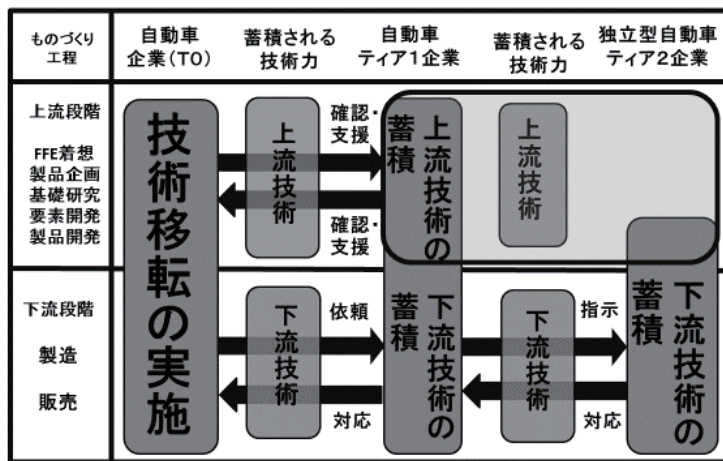 ものづくり
工程
自動車
企業(TO)
蓄積される
技術力
自動車
ティア1企業
蓄積される
技術力
独立型自動車
ティア2企業
上流段階
FFE着想
製品企画
基礎研究
要素開発
製品開発
技術移転の実施
上流技術
確認・
支援
確認・
支援
上流技術の
蓄積
上流技術
下流段階
製造
販売
下流技術
依頼
対応
下流技術の
蓄積
下流技術
指示
対応
下流技術の
蓄積